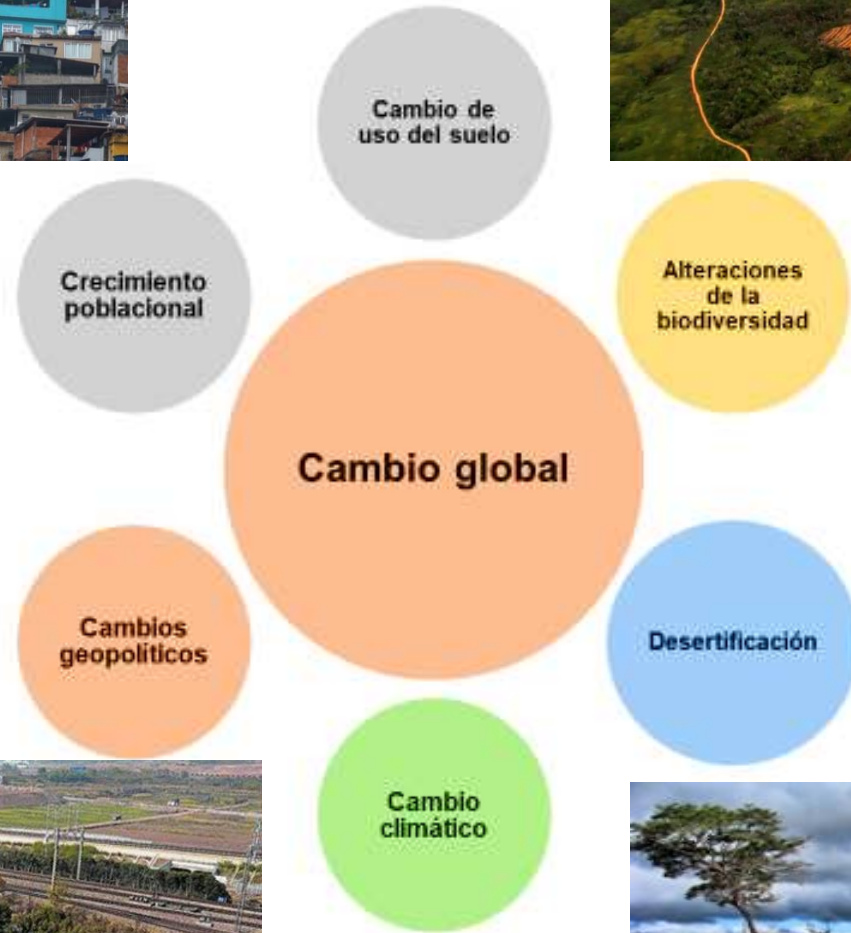 Cambio de
uso del suelo
Crecimiento
poblacional
Alteraciones
de la
biodiversidad
Cambio global
Cambios
geopolíticos
Desertificación
Cambio
climático